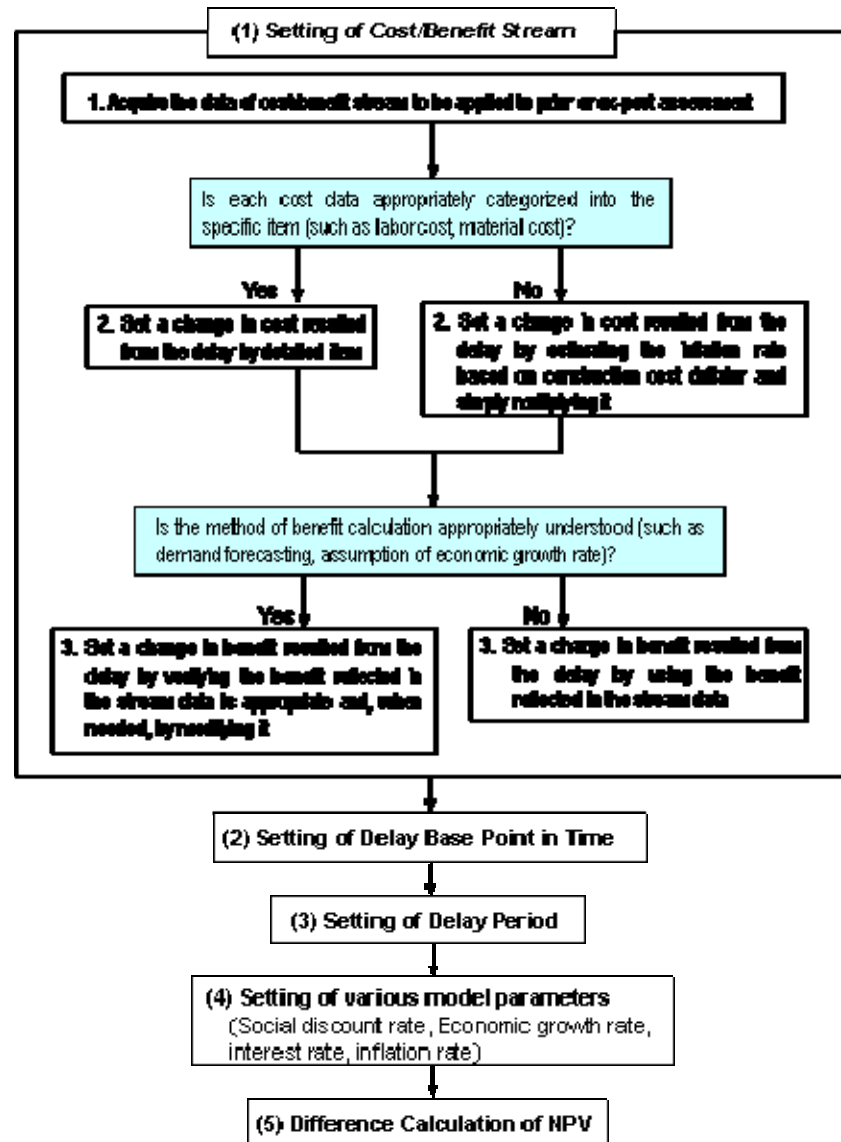 (1) Setting of Cost/Benefit Stream
1. Acquire the data of cost/benefit stream to be applied to prior or ex-post assessment
Is each cost data appropriately categorized into the
specific item (such as labor cost, material cost)?
Yes
No
2. Set a change in cost resulted
from the delay by detailed item
2. Set a change in cost resulted from the
delay by estimating the inflation rate
based on construction cost deflator and
simply multiplying it
Is the method of benefit calculation appropriately understood (such as
demand forecasting, assumption of economic growth rate)?
Yes
No
3. Set a change in benefit resulted from the
delay by verifying the benefit reflected in
the stream data is appropriate and, when
needed, by modifying it
3. Set a change in benefit resulted from
the delay by using the benefit
reflected in the stream data
(2) Setting of Delay Base Point in Time
(3) Setting of Delay Period
(4) Setting of various model parameters
(Social discount rate, Economic growth rate,
interest rate, inflation rate)
(5) Difference Calculation of NPV